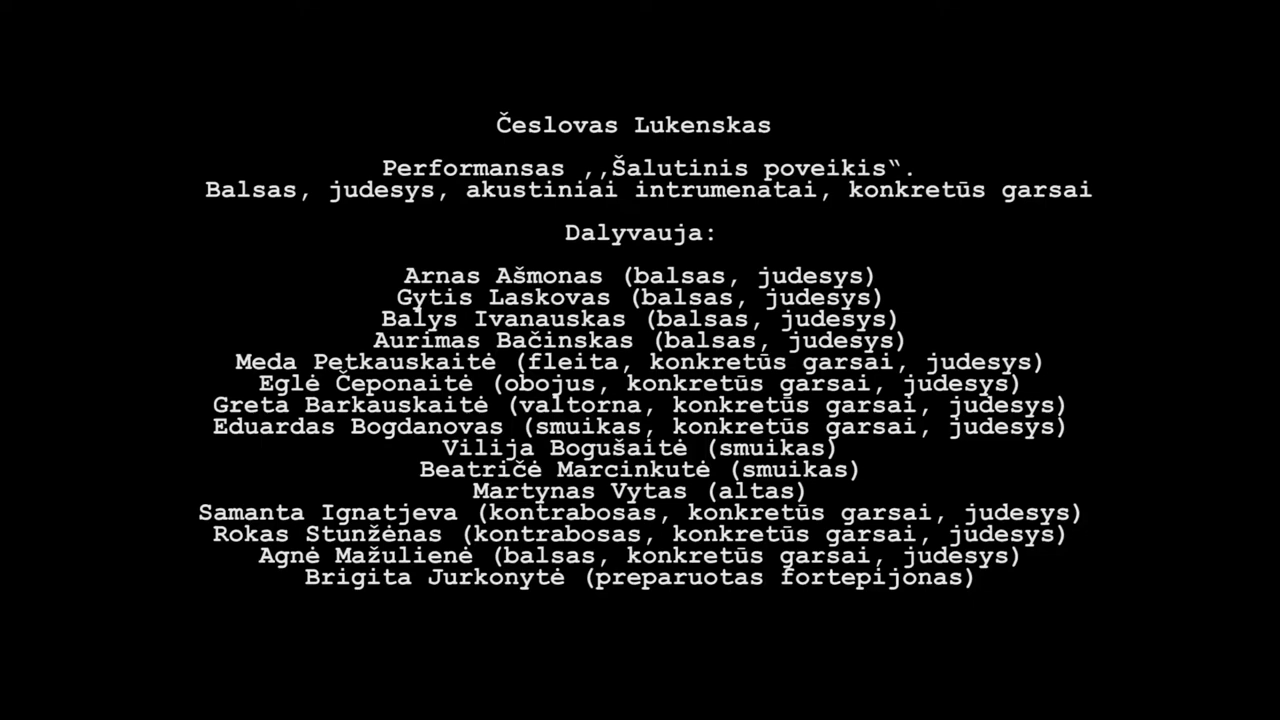 Česlovas Lukenskas
Performansas ,,Šalutinis poveikis‟.
Balsas, judesys, akustiniai intrumenatai, konkretūs garsai
Dalyvauja:
Arnas Ašmonas (balsas, judesys)
Gytis Laskovas (balsas, judesys)
Balys Ivanauskas (balsas, judesys)
Aurimas Bačinskas (balsas, judesys)
Meda Petkauskaitė (fleita, konkretūs garsai, judesys)
Eglė Čeponaitė (obojus, konkretūs garsai, judesys)
Greta Barkauskaitė (valtorna, konkretūs garsai, judesys)
Eduardas Bogdanovas (smuikas, konkretūs garsai, judesys)
Vilija Bogušaitė (smuikas)
Beatričė Marcinkutė (smuikas)
Martynas Vytas (altas)
Samanta Ignatjeva (kontrabosas, konkretūs garsai, judesys)
Rokas Stunžėnas (kontrabosas, konkretūs garsai, judesys)
Agnė Mažulienė (balsas, konkretūs garsai, judesys)
Brigita Jurkonytė (preparuotas fortepijonas)